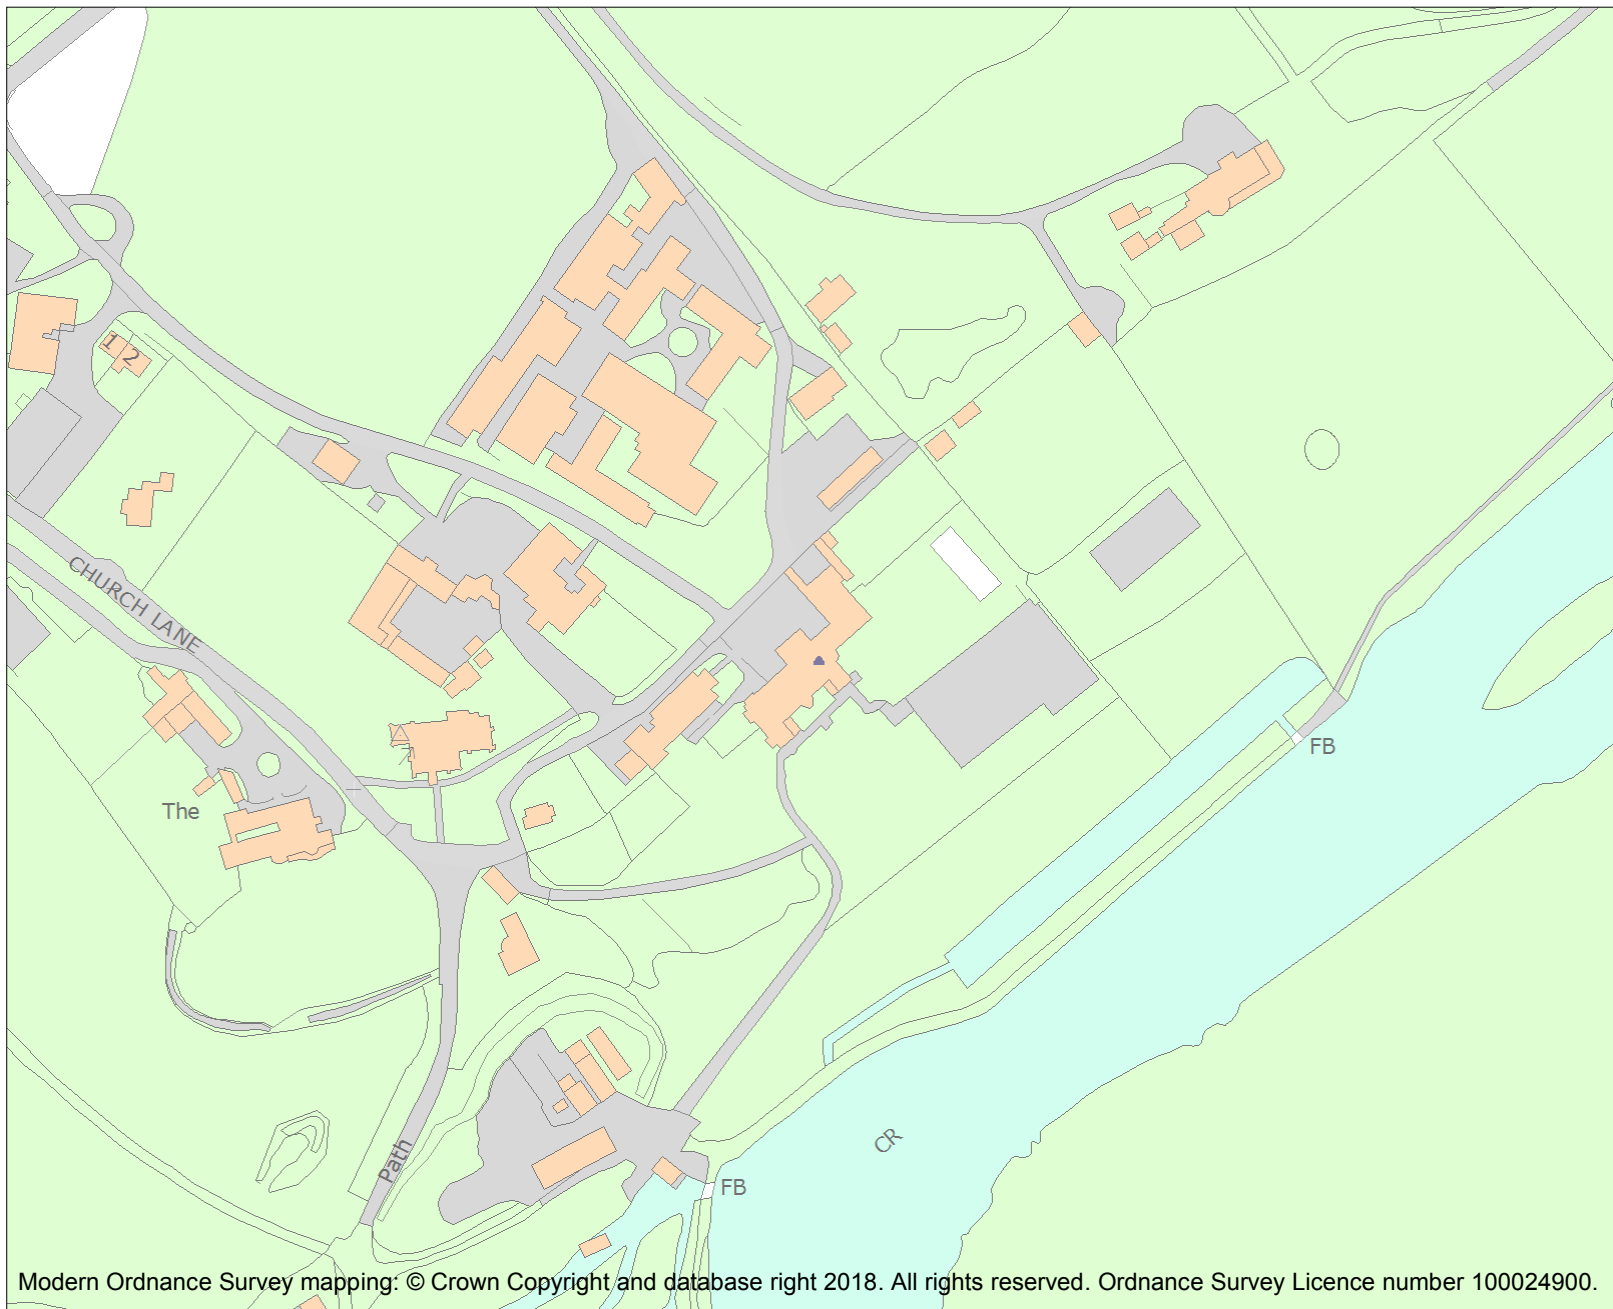 1 2
CHURCH LANE
FB
The
CR
Path
FB
Modern Ordnance Survey mapping: © Crown Copyright and database right 2018. All rights reserved. Ordnance Survey Licence number 100024900.